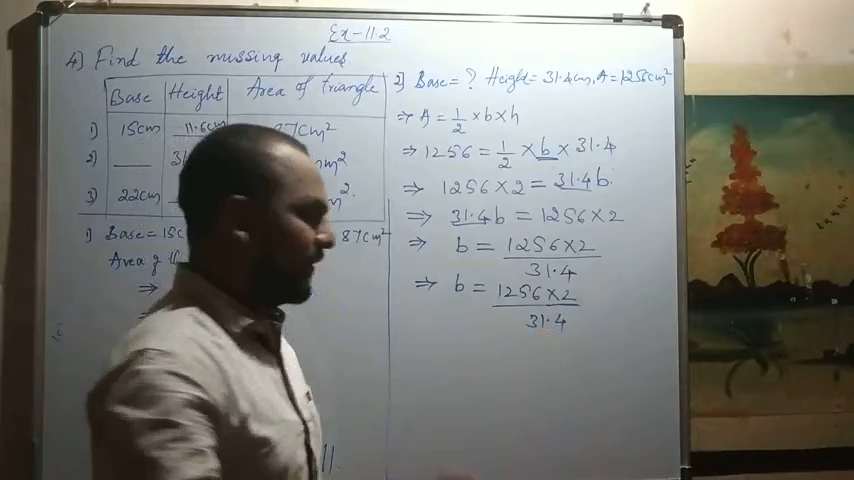 Ex-11.2
4) Find the missing values
Base Height Area of triangle
1) 15cm 11.6cm 87cm²
2) —— 31
3) 22cm
1) Base = 15c 87cm²
Area
⇒
2) Base = ? Height = 31.4cm, A = 1256cm²
⇒ A = 1/2 × b × h
⇒ 1256 = 1/2 × b × 31.4
⇒ 1256 × 2 = 31.4b
⇒ 31.4b = 1256 × 2
⇒ b = 1256 × 2 / 31.4
⇒ b = 1256 × 2 / 31.4